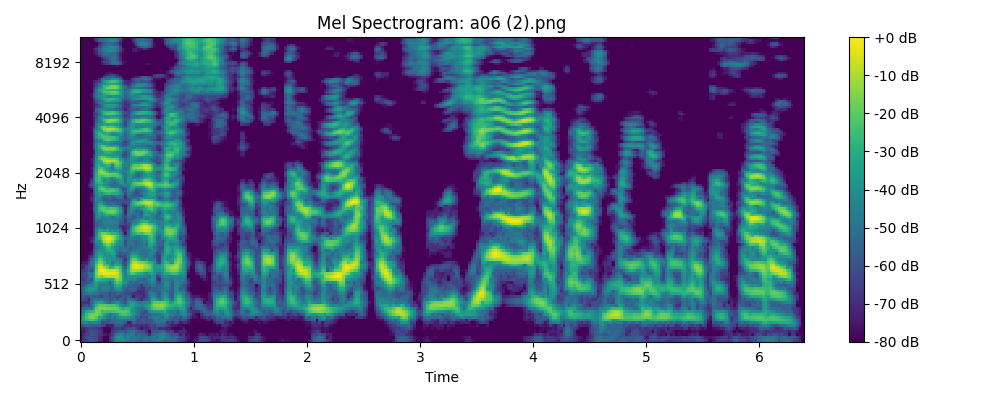 Mel Spectrogram: a06 (2).png
+0 dB
8192
-10 dB
4096
-20 dB
-30 dB
Hz
2048
-40 dB
1024
-50 dB
-60 dB
512
-70 dB
0
-80 dB
0 1 2 3 4 5 6
Time